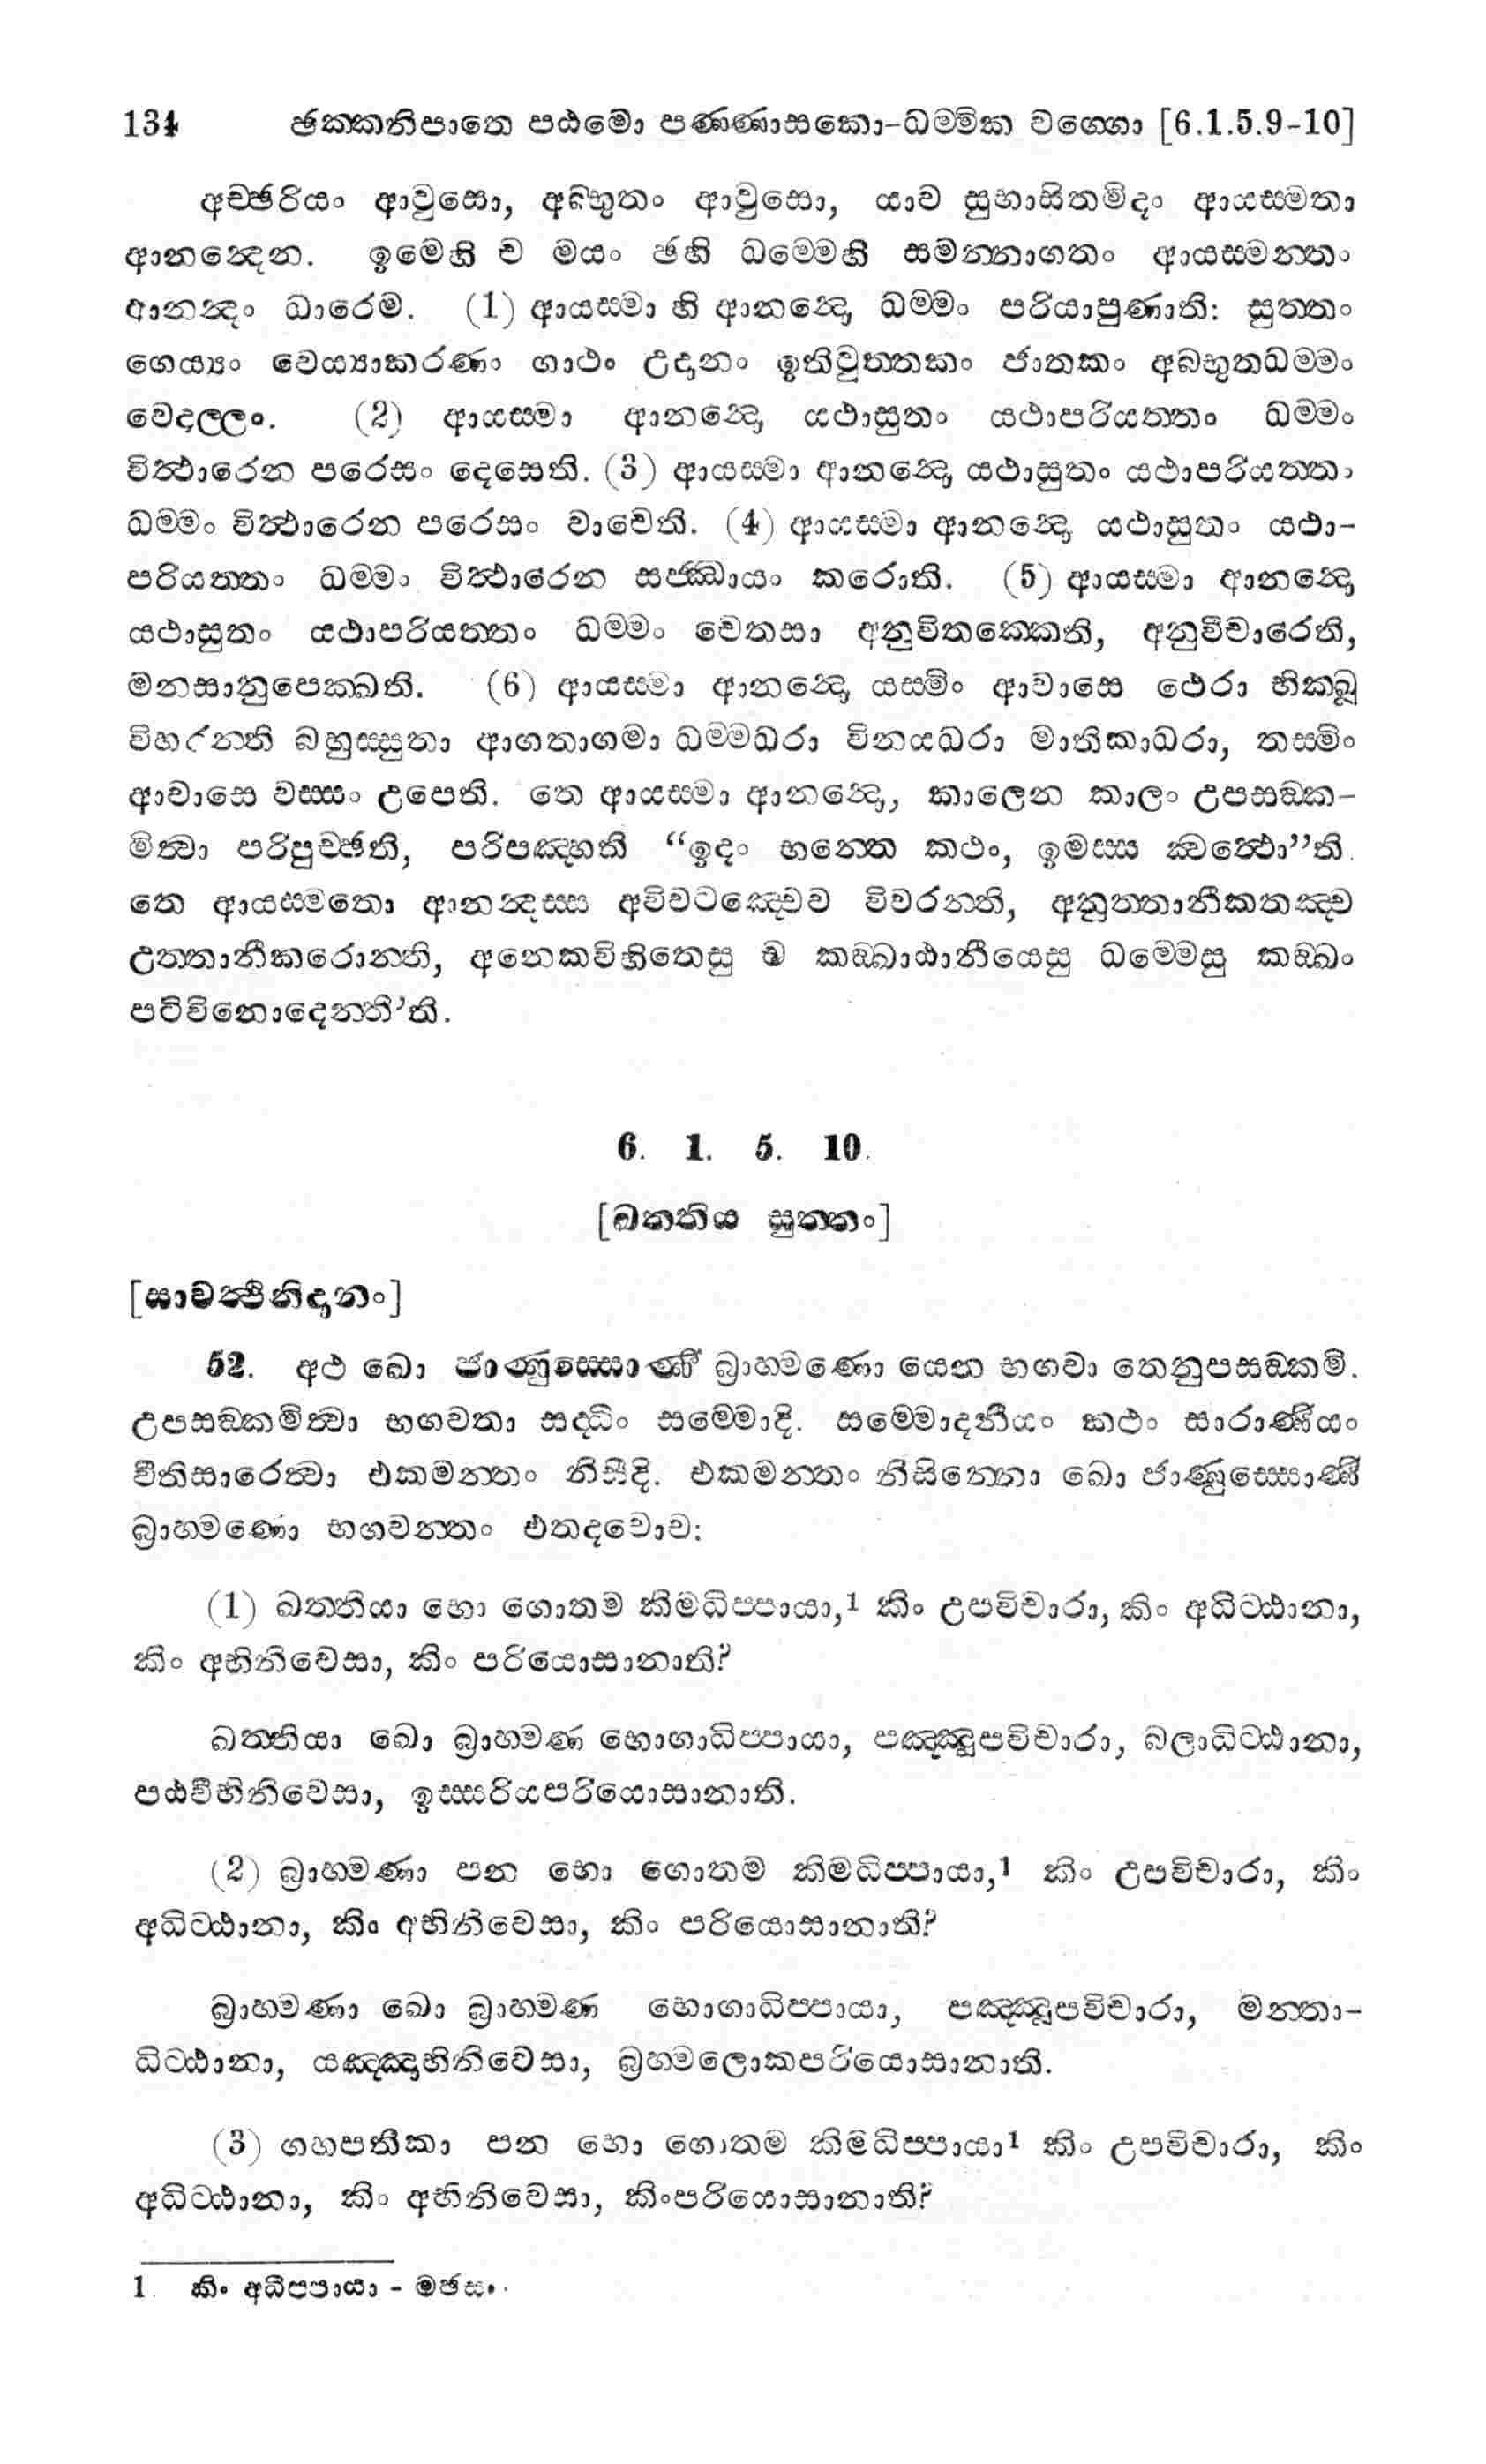 134 ඡක්කනිපාතෙ පඨමො පණ්ණාසකො-ධම්මික වග්ගො [6.1.5.9-10]
අච්ඡරියං ආවුසො, අබ්භුතං ආවුසො, යාව සුභාසිතමිදං ආයස්මතා
ආනන්දෙන. ඉමෙහි ච මයං ඡහි ධම්මෙහි සමන්නාගතං ආයස්මන්තං
ආනන්දං ධාරෙම. (1) ආයස්මා හි ආනන්දො ධම්මං පරියාපුණාති: සුත්තං
ගෙය්‍යං වෙය්‍යාකරණං ගාථං උදානං ඉතිවුත්තකං ජාතකං අබ්භුතධම්මං
වෙදල්ලං. (2) ආයස්මා ආනන්දො යථාසුතං යථාපරියත්තං ධම්මං
විත්ථාරෙන පරෙසං දෙසෙති. (3) ආයස්මා ආනන්දො යථාසුතං යථාපරියත්තං
ධම්මං විත්ථාරෙන පරෙසං වාචෙති. (4) ආයස්මා ආනන්දො යථාසුතං යථා-
පරියත්තං ධම්මං විත්ථාරෙන සජ්ඣායං කරොති. (5) ආයස්මා ආනන්දො
යථාසුතං යථාපරියත්තං ධම්මං චෙතසා අනුවිතක්කෙති, අනුවිචාරෙති,
මනසානුපෙක්ඛති. (6) ආයස්මා ආනන්දො යස්මිං ආවාසෙ ථෙරා භික්ඛූ
විහරන්ති බහුස්සුතා ආගතාගමා ධම්මධරා විනයධරා මාතිකාධරා, තස්මිං
ආවාසෙ වස්සං උපෙති. තෙ ආයස්මා ආනන්දො, කාලෙන කාලං උපසඞ්ක-
මිත්‍වා පරිපුච්ඡති, පරිපඤ්හති “ඉදං භන්තෙ කථං, ඉමස්ස ක්වත්ථො”ති.
තෙ ආයස්මතො ආනන්දස්ස අවිවටඤ්චෙව විවරන්ති, අනුත්තානීකතඤ්ච
උත්තානීකරොන්ති, අනෙකවිහිතෙසු ච කඞ්ඛාඨානීයෙසු ධම්මෙසු කඞ්ඛං
පටිවිනොදෙන්තී’ති.
6. 1. 5. 10.
[ඛත්තිය සුත්තං]
[සාවත්ථිනිදානං]
52. අථ ඛො ජාණුස්සොණි බ්‍රාහ්මණො යෙන භගවා තෙනුපසඞ්කමි.
උපසඞ්කමිත්‍වා භගවතා සද්ධිං සම්මොදි. සම්මොදනීයං කථං සාරාණීයං
වීතිසාරෙත්‍වා එකමන්තං නිසීදි. එකමන්තං නිසින්නො ඛො ජාණුස්සොණි
බ්‍රාහ්මණො භගවන්තං එතදවොච:
(1) ඛත්තියා භො ගොතම කිමධිප්පායා,¹ කිං උපවිචාරා, කිං අධිට්ඨානා,
කිං අභිනිවෙසා, කිං පරියොසානාති?
ඛත්තියා ඛො බ්‍රාහ්මණ භොගාධිප්පායා, පඤ්ඤූපවිචාරා, බලාධිට්ඨානා,
පඨවීභිනිවෙසා, ඉස්සරියපරියොසානාති.
(2) බ්‍රාහ්මණා පන භො ගොතම කිමධිප්පායා,¹ කිං උපවිචාරා, කිං
අධිට්ඨානා, කිං අභිනිවෙසා, කිං පරියොසානාති?
බ්‍රාහ්මණා ඛො බ්‍රාහ්මණ භොගාධිප්පායා, පඤ්ඤූපවිචාරා, මන්තා-
ධිට්ඨානා, යඤ්ඤාභිනිවෙසා, බ්‍රහ්මලොකපරියොසානාති.
(3) ගහපතිකා පන භො ගොතම කිමධිප්පායා¹ කිං උපවිචාරා, කිං
අධිට්ඨානා, කිං අභිනිවෙසා, කිංපරියොසානාති?
1. කිං අධිප්පායා - මඡසං.